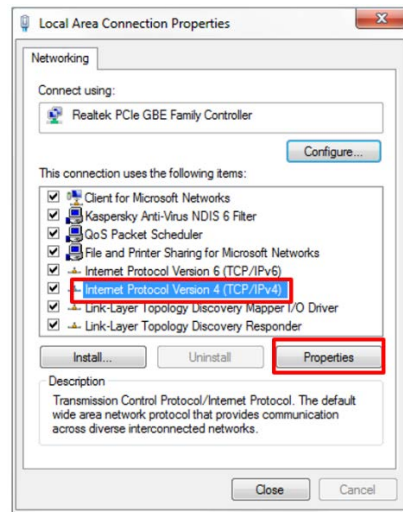 Local Area Connection Properties
Networking
Connect using:
Realtek PCIe GBE Family Controller
Configure...
This connection uses the following items:
Client for Microsoft Networks
Kaspersky Anti-Virus NDIS 6 Filter
QoS Packet Scheduler
File and Printer Sharing for Microsoft Networks
Internet Protocol Version 6 (TCP/IPv6)
Internet Protocol Version 4 (TCP/IPv4)
Link-Layer Topology Discovery Mapper I/O Driver
Link-Layer Topology Discovery Responder
Install...
Uninstall
Properties
Description
Transmission Control Protocol/Internet Protocol. The default
wide area network protocol that provides communication
across diverse interconnected networks.
Close
Cancel